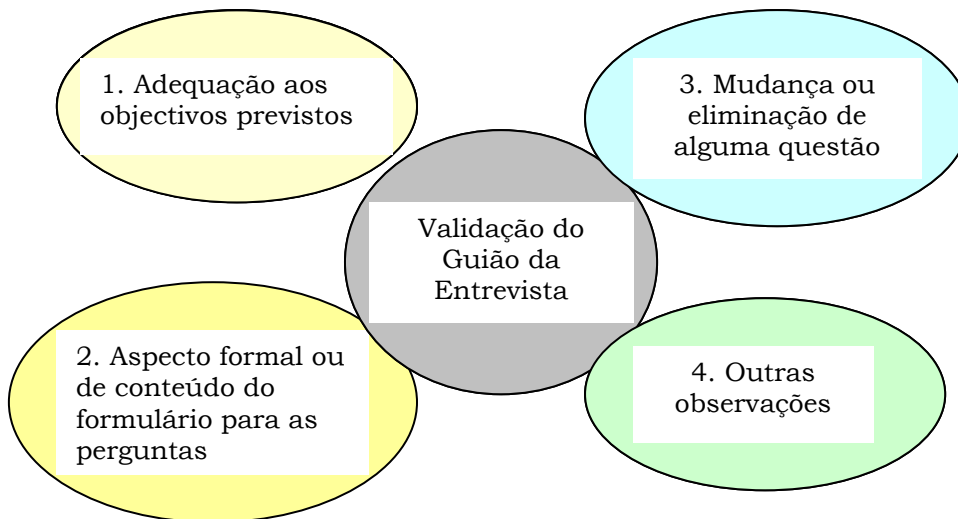 1. Adequação aos
objectivos previstos
2. Aspecto formal ou
de conteúdo do
formulário para as
perguntas
Validação do
Guião da
Entrevista
3. Mudança ou
eliminação de
alguma questão
4. Outras
observações